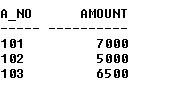 A_NO AMOUNT
----- ----------
101 7000
102 5000
103 6500